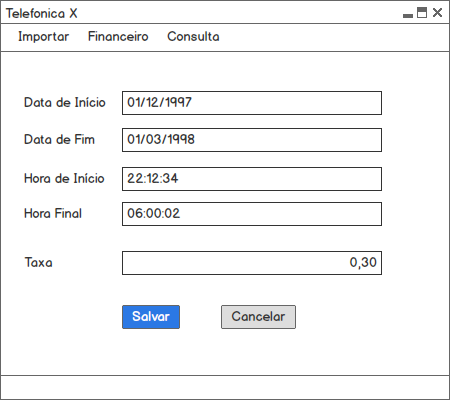 Telefonica X
Importar Financeiro Consulta
Data de Início 01/12/1997
Data de Fim 01/03/1998
Hora de Início 22:12:34
Hora Final 06:00:02
Taxa 0,30
Salvar Cancelar